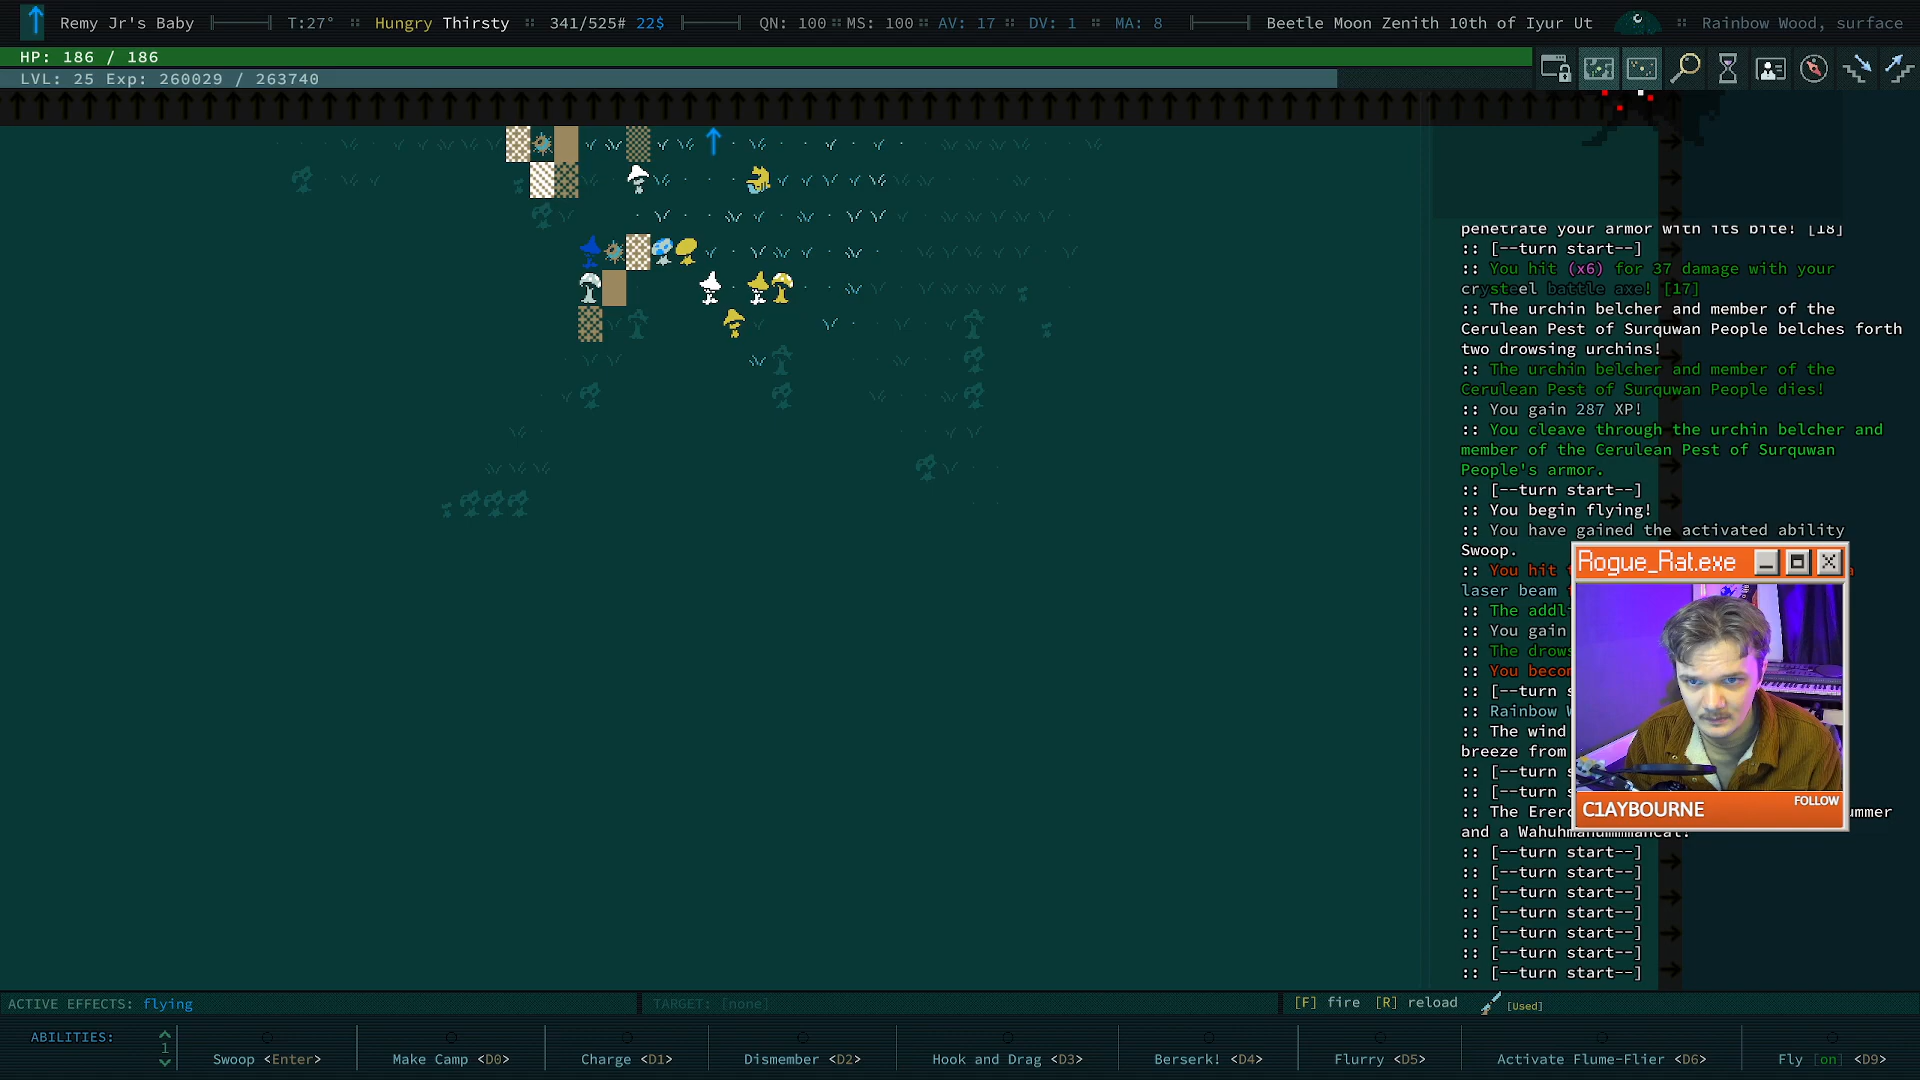 Remy Jr's Baby T:27° :: Hungry Thirsty :: 341/525# 22$ QN: 100 :: MS: 100 :: AV: 17 :: DV: 1 :: MA: 8 Beetle Moon Zenith 10th of Iyur Ut :: Rainbow Wood, surface
HP: 186 / 186
LVL: 25 Exp: 260029 / 263740
penetrate your armor with its bite! [18]
:: [--turn start--]
:: You hit (x6) for 37 damage with your
crysteel battle axe! [17]
:: The urchin belcher and member of the
Cerulean Pest of Surquwan People belches forth
two drowsing urchins!
:: The urchin belcher and member of the
Cerulean Pest of Surquwan People dies!
:: You gain 287 XP!
:: You cleave through the urchin belcher and
member of the Cerulean Pest of Surquwan
People's armor.
:: [--turn start--]
:: You begin flying!
:: You have gained the activated ability
Swoop.
:: You hit
laser beam
:: The addl
:: You gain
:: The drows
:: You becom
:: [--turn s
:: Rainbow W
:: The wind
breeze from
:: [--turn s
:: [--turn s
:: The Erero ummer
and a Wahuhmahummmancat.
:: [--turn start--]
:: [--turn start--]
:: [--turn start--]
:: [--turn start--]
:: [--turn start--]
:: [--turn start--]
:: [--turn start--]
Rogue_Rat.exe
C1AYBOURNE FOLLOW
ACTIVE EFFECTS: flying TARGET: [none] [F] fire [R] reload [Used]
ABILITIES: 1 Swoop <Enter> Make Camp <D0> Charge <D1> Dismember <D2> Hook and Drag <D3> Berserk! <D4> Flurry <D5> Activate Flume-Flier <D6> Fly [on] <D9>